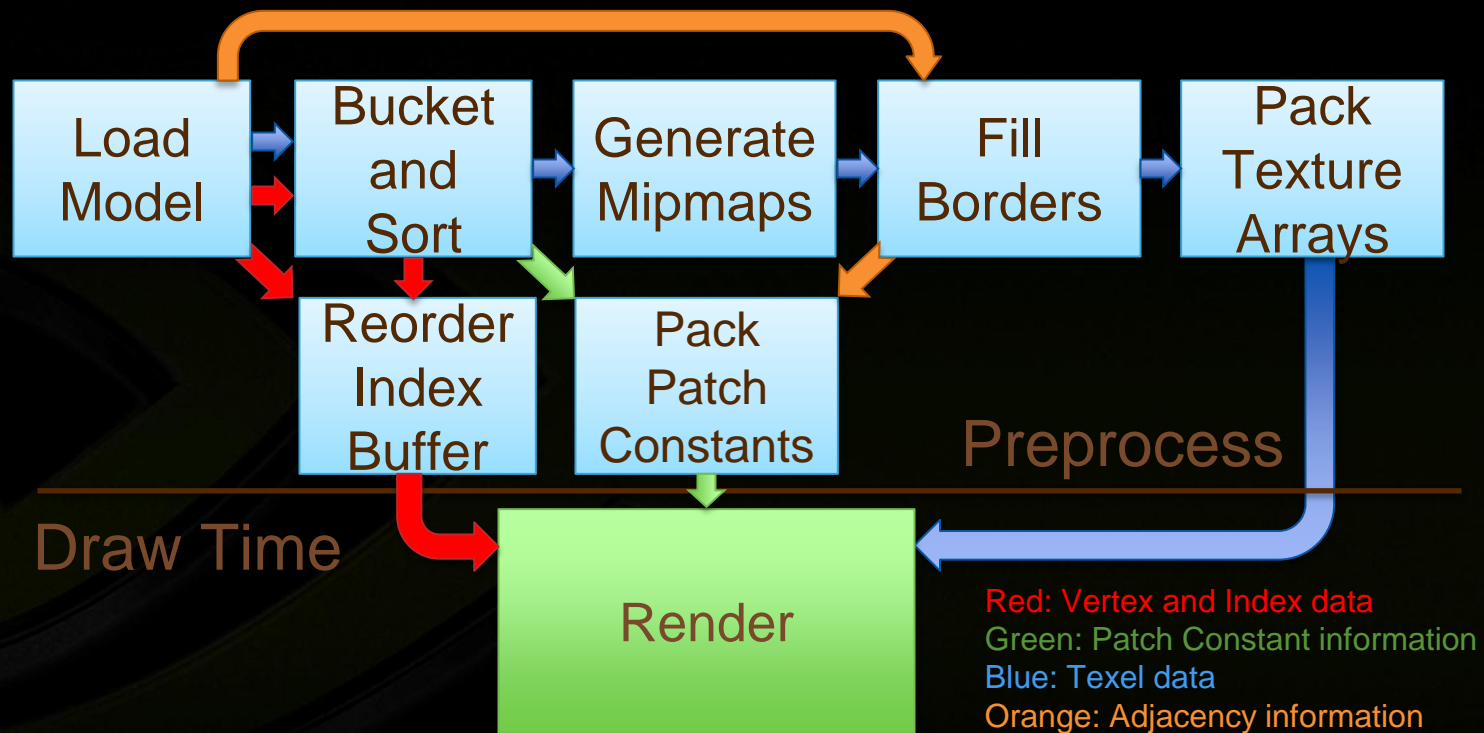 Load
Model
Bucket
and
Sort
Generate
Mipmaps
Fill
Borders
Pack
Texture
Arrays
Reorder
Index
Buffer
Pack
Patch
Constants
Preprocess
Draw Time
Render
Red: Vertex and Index data
Green: Patch Constant information
Blue: Texel data
Orange: Adjacency information